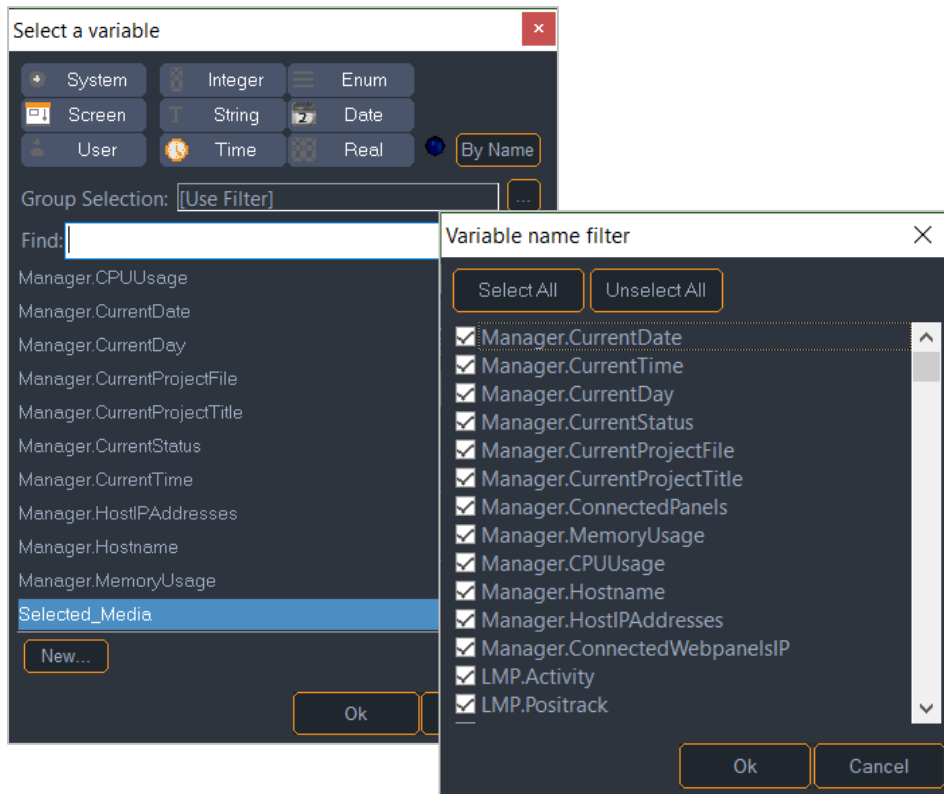 Select a variable
System Integer Enum
Screen String Date
User Time Real By Name
Group Selection: [Use Filter] ...
Find:
Manager.CPUUsage
Manager.CurrentDate
Manager.CurrentDay
Manager.CurrentProjectFile
Manager.CurrentProjectTitle
Manager.CurrentStatus
Manager.CurrentTime
Manager.HostIPAddresses
Manager.Hostname
Manager.MemoryUsage
Selected_Media
New...
Ok
Variable name filter
Select All Unselect All
Manager.CurrentDate
Manager.CurrentTime
Manager.CurrentDay
Manager.CurrentStatus
Manager.CurrentProjectFile
Manager.CurrentProjectTitle
Manager.ConnectedPanels
Manager.MemoryUsage
Manager.CPUUsage
Manager.Hostname
Manager.HostIPAddresses
Manager.ConnectedWebpanelsIP
LMP.Activity
LMP.Positrack
Ok Cancel